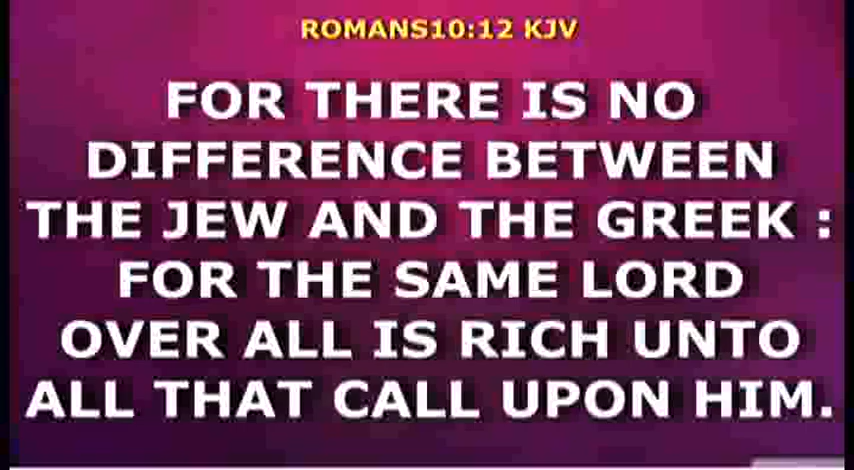 ROMANS10:12 KJV
FOR THERE IS NO
DIFFERENCE BETWEEN
THE JEW AND THE GREEK :
FOR THE SAME LORD
OVER ALL IS RICH UNTO
ALL THAT CALL UPON HIM.